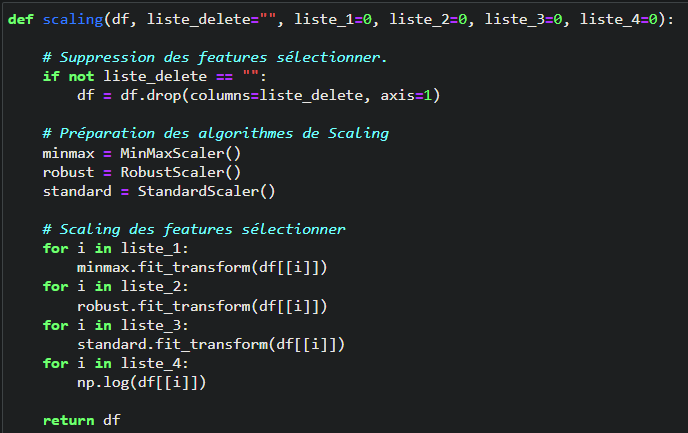 def scaling(df, liste_delete="", liste_1=0, liste_2=0, liste_3=0, liste_4=0):
    # Suppression des features sélectionner.
    if not liste_delete == "":
        df = df.drop(columns=liste_delete, axis=1)
    # Préparation des algorithmes de Scaling
    minmax = MinMaxScaler()
    robust = RobustScaler()
    standard = StandardScaler()
    # Scaling des features sélectionner
    for i in liste_1:
        minmax.fit_transform(df[[i]])
    for i in liste_2:
        robust.fit_transform(df[[i]])
    for i in liste_3:
        standard.fit_transform(df[[i]])
    for i in liste_4:
        np.log(df[[i]])
    return df